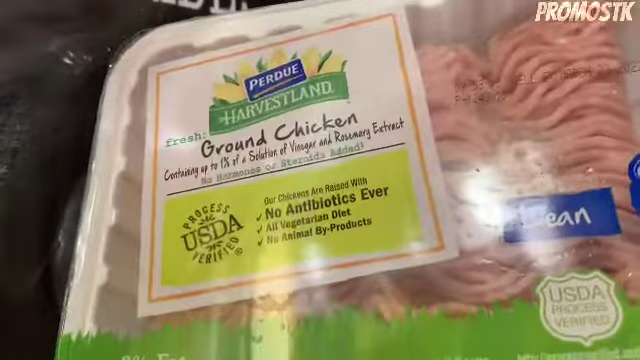 PROMOSTK
PERDUE
HARVESTLAND
fresh:
Ground Chicken
Containing up to 1% of a Solution of Vinegar and Rosemary Extract
No Hormones or Steroids Added
PROCESS
USDA
VERIFIED
Our Chickens Are Raised With
✓ No Antibiotics Ever
✓ All Vegetarian Diet
✓ No Animal By-Products
Lean
USDA
PROCESS
VERIFIED